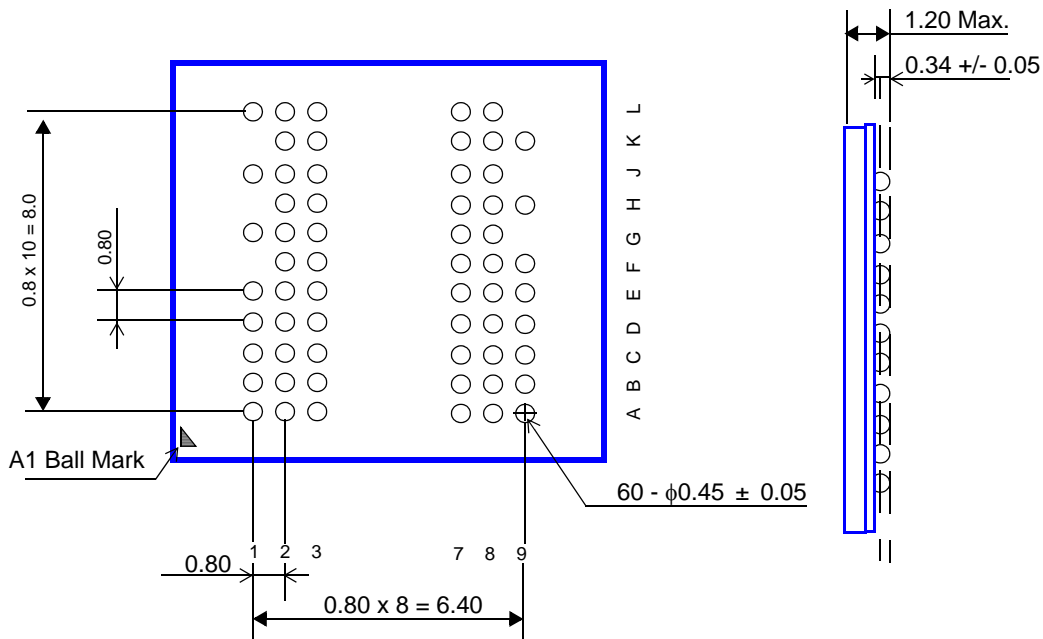 1.20 Max.
0.34 +/- 0.05
L
K
J
H
G
F
E
D
C
B
A
0.8 x 10 = 8.0
0.80
A1 Ball Mark
60 - ϕ0.45 ± 0.05
1 2 3 7 8 9
0.80
0.80 x 8 = 6.40